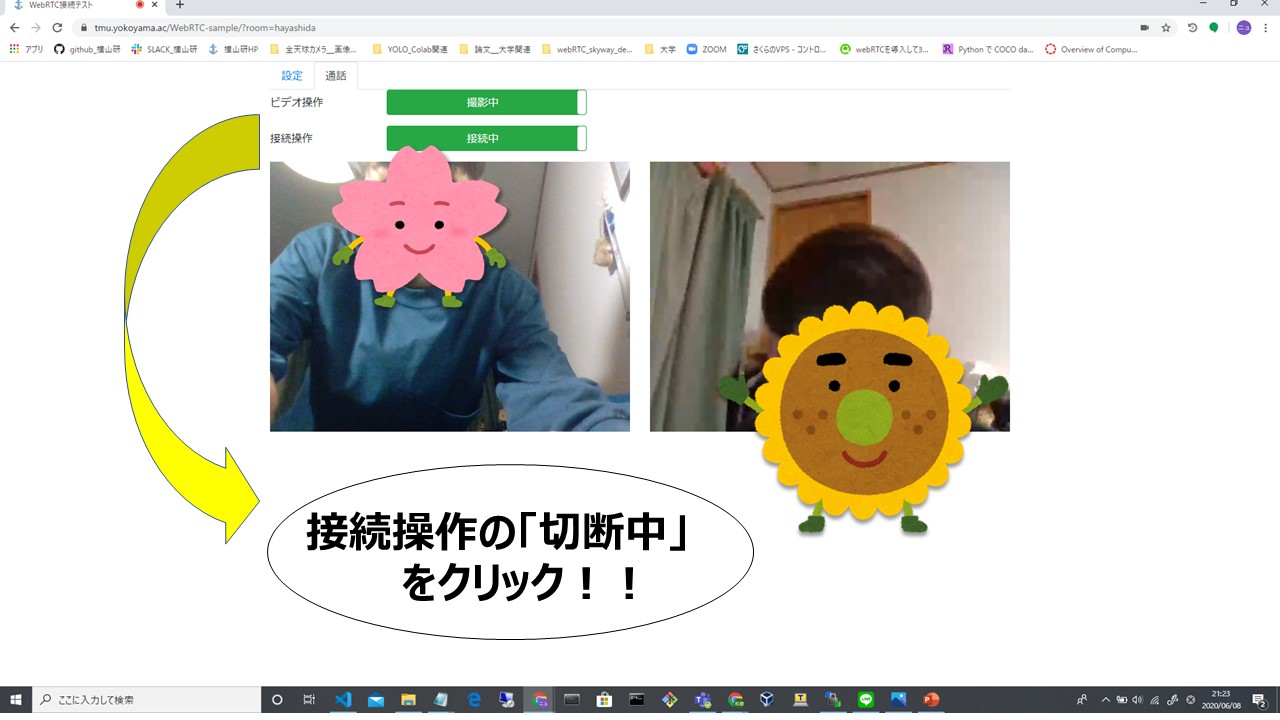 WebRTC接続テスト
tmu.yokoyama.ac/WebRTC-sample/?room=hayashida
アプリ github_横山研 SLACK_横山研 横山研HP 全天球カメラ__画像... YOLO_Colab関連 論文__大学関連 webRTC_skyway_de... 大学 ZOOM さくらのVPS - コントロ... webRTCを導入して3... Python で COCO da... Overview of Compu...
設定 通話
ビデオ操作 撮影中
接続操作 接続中
接続操作の「切断中」
をクリック！！
ここに入力して検索
21:23
2020/06/08